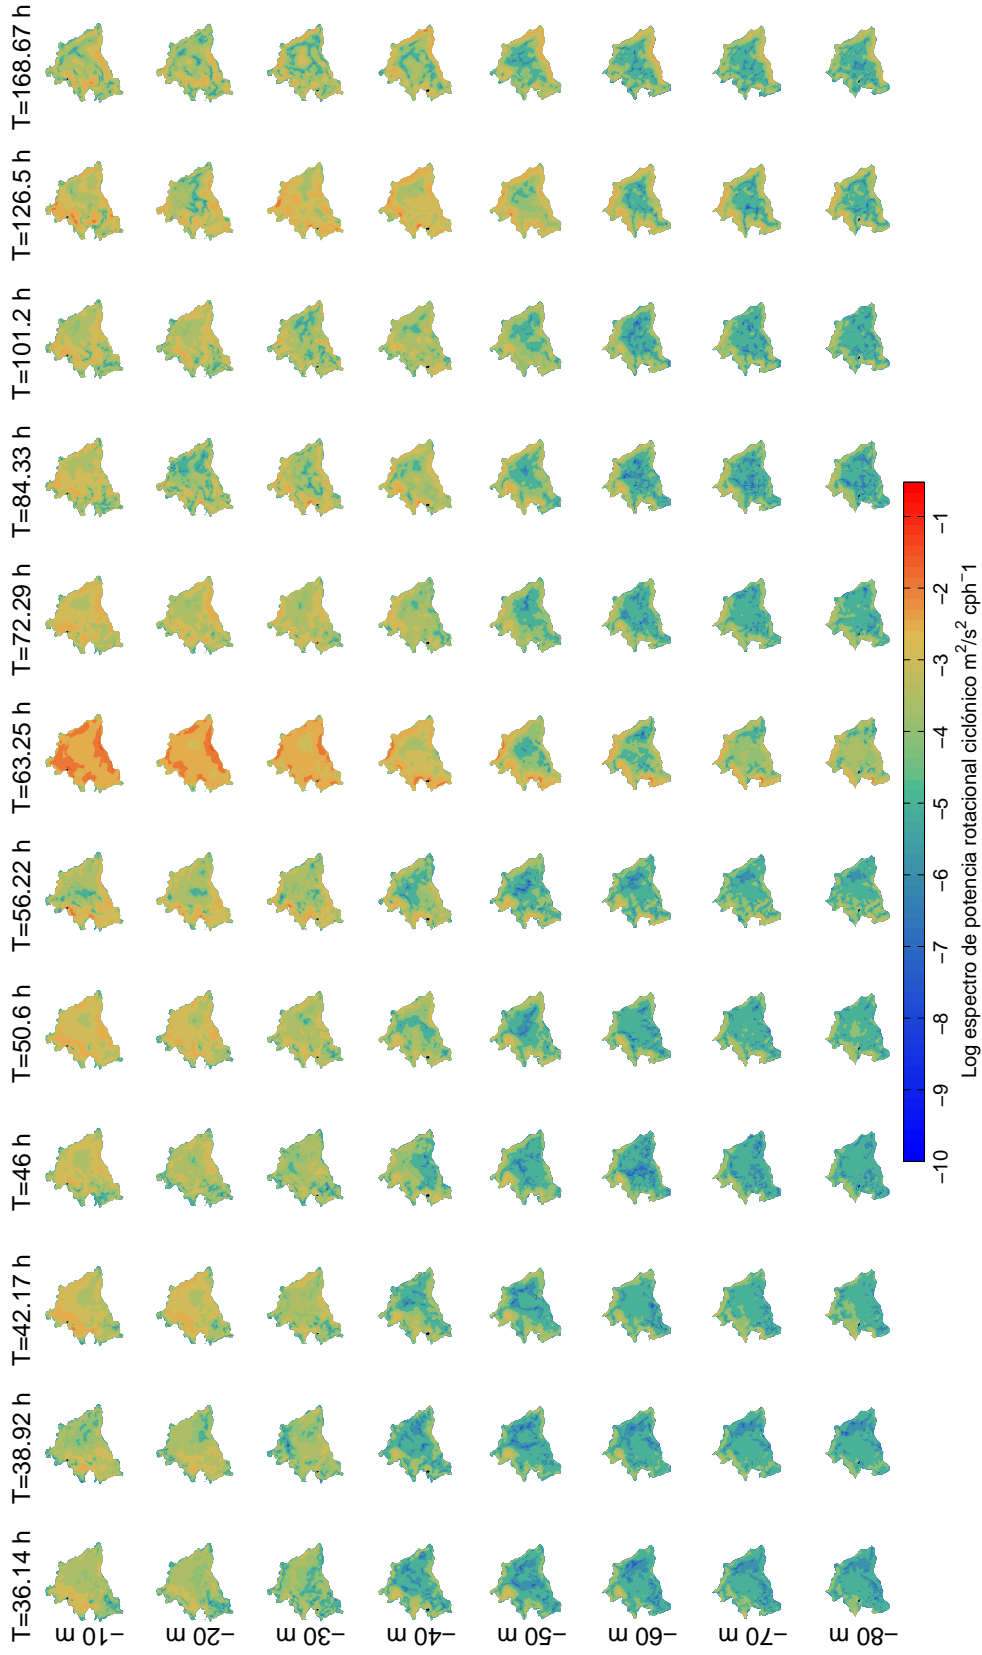 T=36.14 h
T=38.92 h
T=42.17 h
T=46 h
T=50.6 h
T=56.22 h
T=63.25 h
T=72.29 h
T=84.33 h
T=101.2 h
T=126.5 h
T=168.67 h
−10 m
−20 m
−30 m
−40 m
−50 m
−60 m
−70 m
−80 m
−10
−9
−8
−7
−6
−5
−4
−3
−2
−1
Log espectro de potencia rotacional ciclónico m²/s² cph⁻1